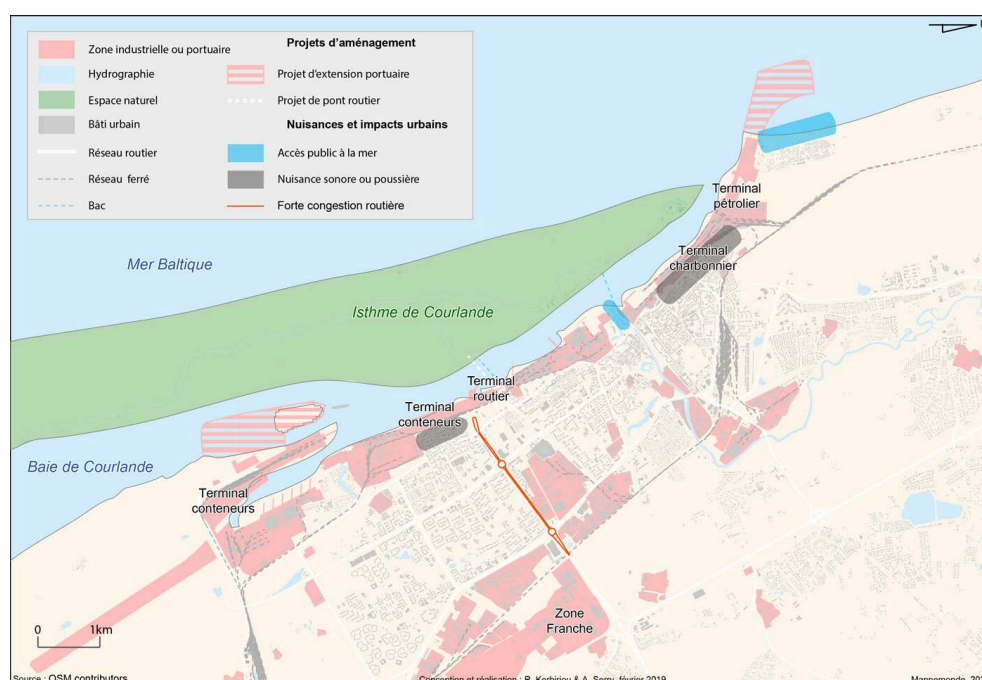 Zone industrielle ou portuaire
Hydrographie
Espace naturel
Bâti urbain
Réseau routier
Réseau ferré
Bac
Projets d'aménagement
Projet d'extension portuaire
Projet de pont routier
Nuisances et impacts urbains
Accès public à la mer
Nuisance sonore ou poussière
Forte congestion routière
Terminal
pétrolier
Terminal
charbonnier
Mer Baltique
Isthme de Courlande
Terminal
routier
Terminal
conteneurs
Baie de Courlande
Terminal
conteneurs
Zone
Franche
0 1km
Source : OSM contributors
Conception et réalisation : P. Kerbiriou & A. Serry, février 2019
Mappemonde,